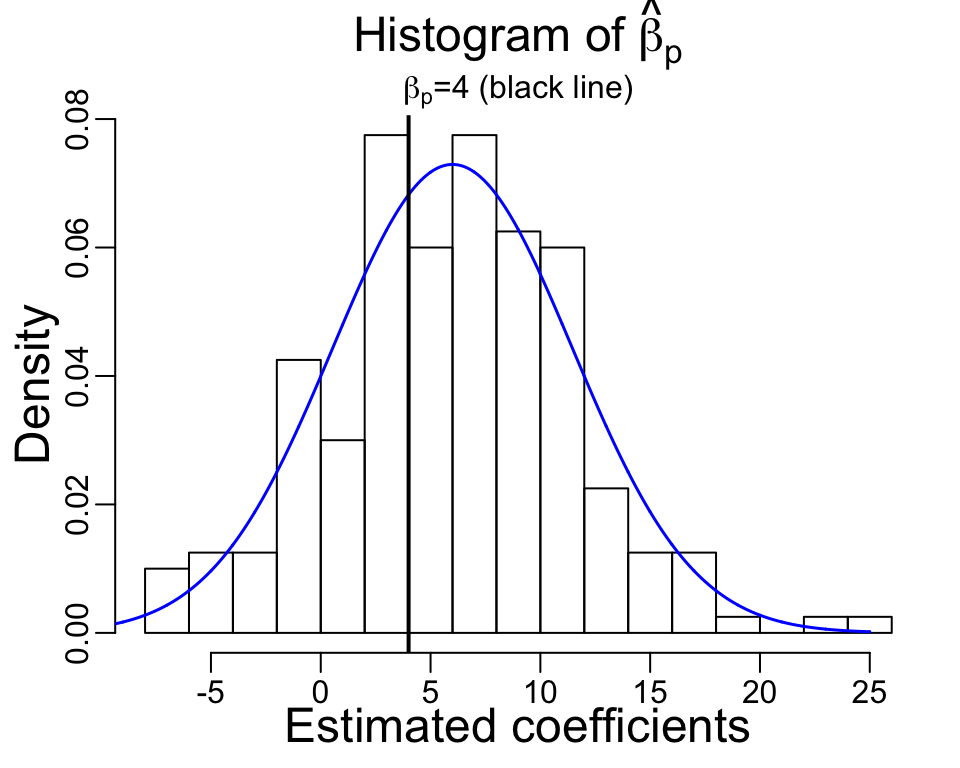 Histogram of β̂ₚ
βₚ=4 (black line)
Density
0.08
0.06
0.04
0.02
0.00
-5 0 5 10 15 20 25
Estimated coefficients